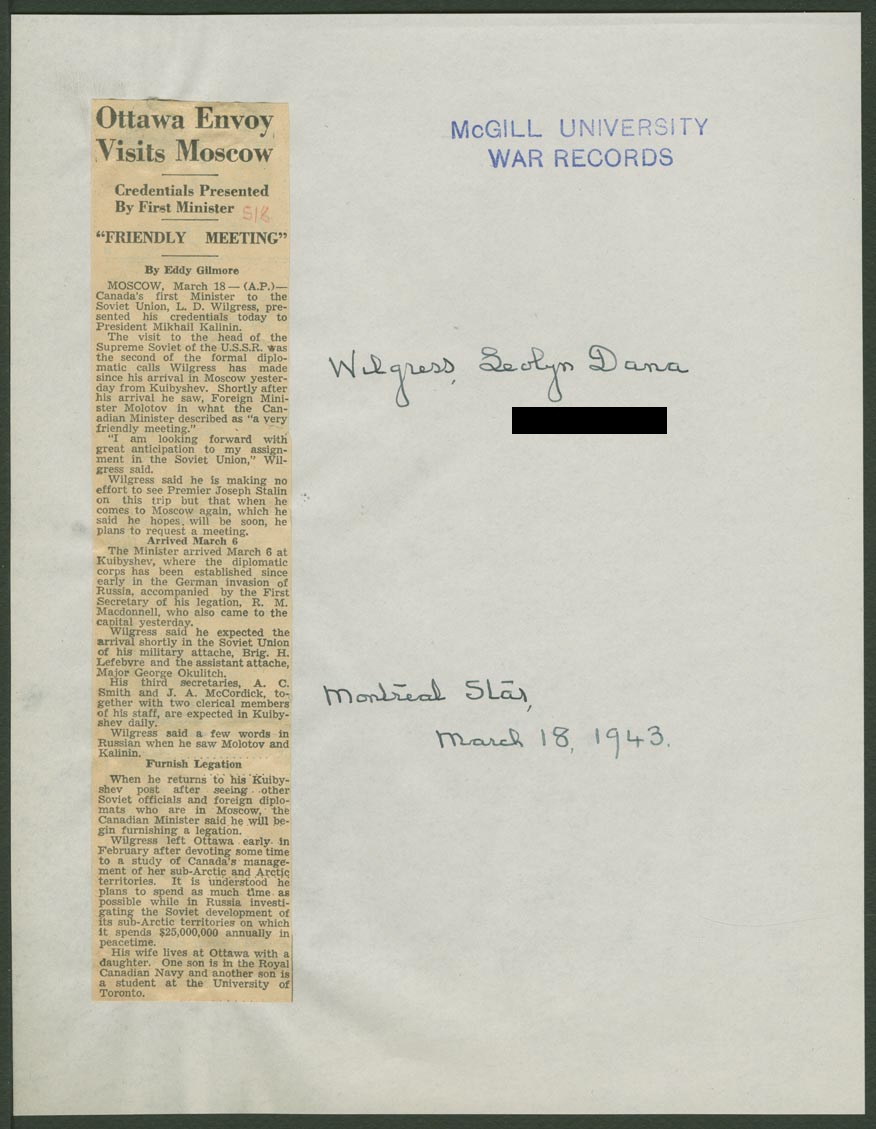 Ottawa Envoy
Visits Moscow
Credentials Presented
By First Minister
518
"FRIENDLY MEETING"
By Eddy Gilmore
MOSCOW, March 18 — (A.P.)—
Canada's first Minister to the
Soviet Union, L. D. Wilgress, pre-
sented his credentials today to
President Mikhail Kalinin.
The visit to the head of the
Supreme Soviet of the U.S.S.R. was
the second of the formal diplo-
matic calls Wilgress has made
since his arrival in Moscow yester-
day from Kuibyshev. Shortly after
his arrival he saw, Foreign Mini-
ster Molotov in what the Can-
adian Minister described as "a very
friendly meeting."
"I am looking forward with
great anticipation to my assign-
ment in the Soviet Union," Wil-
gress said.
Wilgress said he is making no
effort to see Premier Joseph Stalin
on this trip but that when he
comes to Moscow again, which he
said he hopes will be soon, he
plans to request a meeting.
Arrived March 6
The Minister arrived March 6 at
Kuibyshev, where the diplomatic
corps has been established since
early in the German invasion of
Russia, accompanied by the First
Secretary of his legation, R. M.
Macdonnell, who also came to the
capital yesterday.
Wilgress said he expected the
arrival shortly in the Soviet Union
of his military attache, Brig. H.
Lefebvre and the assistant attache,
Major George Okulitch.
His third secretaries, A. C.
Smith and J. A. McCordick, to-
gether with two clerical members
of his staff, are expected in Kuiby-
shev daily.
Wilgress said a few words in
Russian when he saw Molotov and
Kalinin.
Furnish Legation
When he returns to his Kuiby-
shev post after seeing other
Soviet officials and foreign diplo-
mats who are in Moscow, the
Canadian Minister said he will be-
gin furnishing a legation.
Wilgress left Ottawa early in
February after devoting some time
to a study of Canada's manage-
ment of her sub-Arctic and Arctic
territories. It is understood he
plans to spend as much time as
possible while in Russia investi-
gating the Soviet development of
its sub-Arctic territories on which
it spends $25,000,000 annually in
peacetime.
His wife lives at Ottawa with a
daughter. One son is in the Royal
Canadian Navy and another son is
a student at the University of
Toronto.
McGILL UNIVERSITY
WAR RECORDS
Wilgress, Leolyn Dana
Montreal Star,
March 18, 1943.